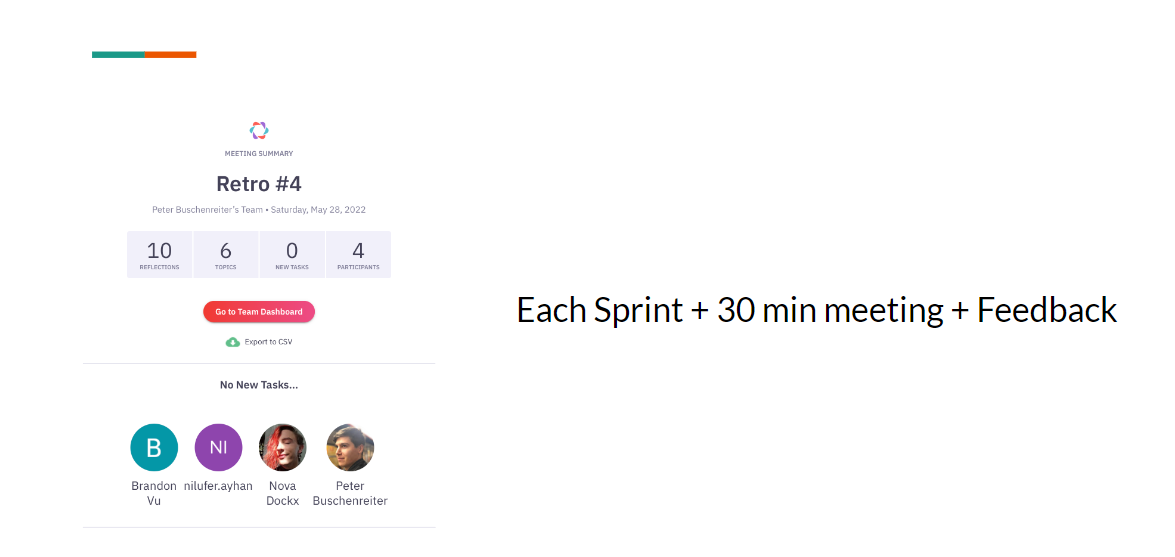 MEETING SUMMARY
Retro #4
Peter Buschenreiter's Team • Saturday, May 28, 2022
10 6 0 4
REFLECTIONS TOPICS NEW TASKS PARTICIPANTS
Go to Team Dashboard
Export to CSV
No New Tasks...
B NI
Brandon nilufer.ayhan Nova Peter
Vu Dockx Buschenreiter
Each Sprint + 30 min meeting + Feedback